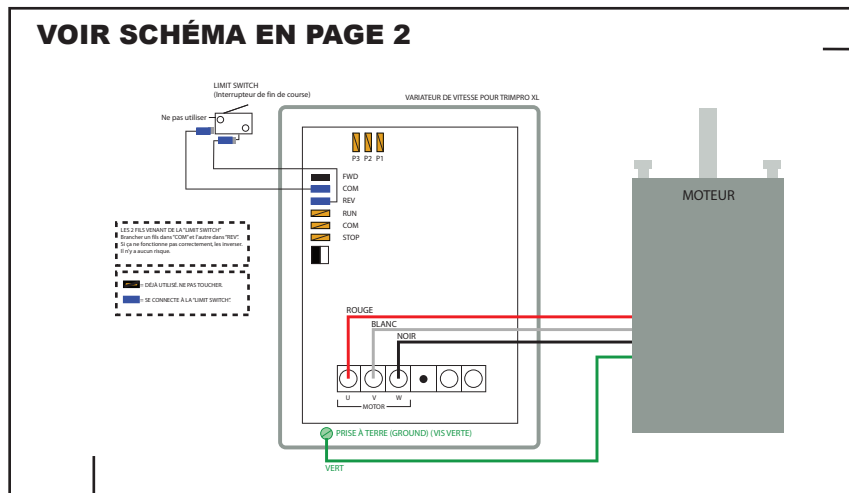 VOIR SCHÉMA EN PAGE 2
LIMIT SWITCH
(Interrupteur de fin de course)
Ne pas utiliser
VARIATEUR DE VITESSE POUR TRIMPRO XL
P3 P2 P1
FWD
COM
REV
RUN
COM
STOP
LES 2 FILS VENANT DE LA "LIMIT SWITCH"
Brancher un fils dans "COM" et l'autre dans "REV".
Si ça ne fonctionne pas correctement, les inverser.
Il n'y a aucun risque.
= DÉJÀ UTILISÉ. NE PAS TOUCHER.
= SE CONNECTE À LA "LIMIT SWITCH".
MOTEUR
ROUGE
BLANC
NOIR
U V W
MOTOR
PRISE À TERRE (GROUND) (VIS VERTE)
VERT